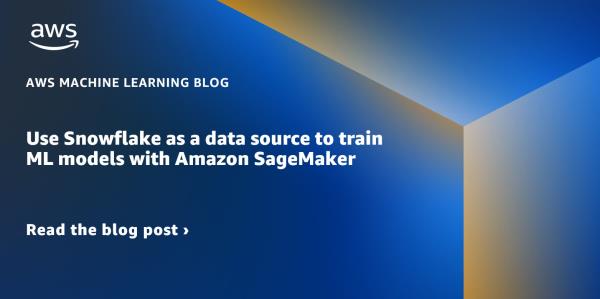 aws
AWS MACHINE LEARNING BLOG
Use Snowflake as a data source to train
ML models with Amazon SageMaker
Read the blog post ›